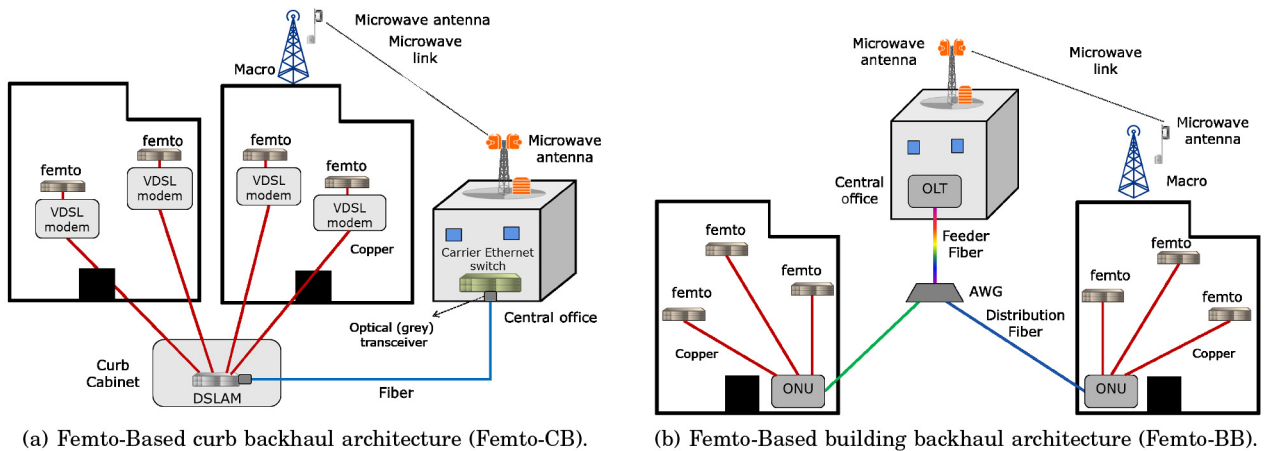 Microwave antenna
Microwave
link
Macro
femto
femto
femto
femto
VDSL
modem
VDSL
modem
VDSL
modem
VDSL
modem
Copper
Microwave
antenna
Carrier Ethernet
switch
Central office
Optical (grey)
transceiver
Curb
Cabinet
DSLAM
Fiber
(a) Femto-Based curb backhaul architecture (Femto-CB).
Microwave
antenna
Microwave
link
Microwave
antenna
Macro
Central
office
OLT
Feeder
Fiber
AWG
Distribution
Fiber
femto
femto
femto
Copper
ONU
femto
femto
femto
Copper
ONU
(b) Femto-Based building backhaul architecture (Femto-BB).